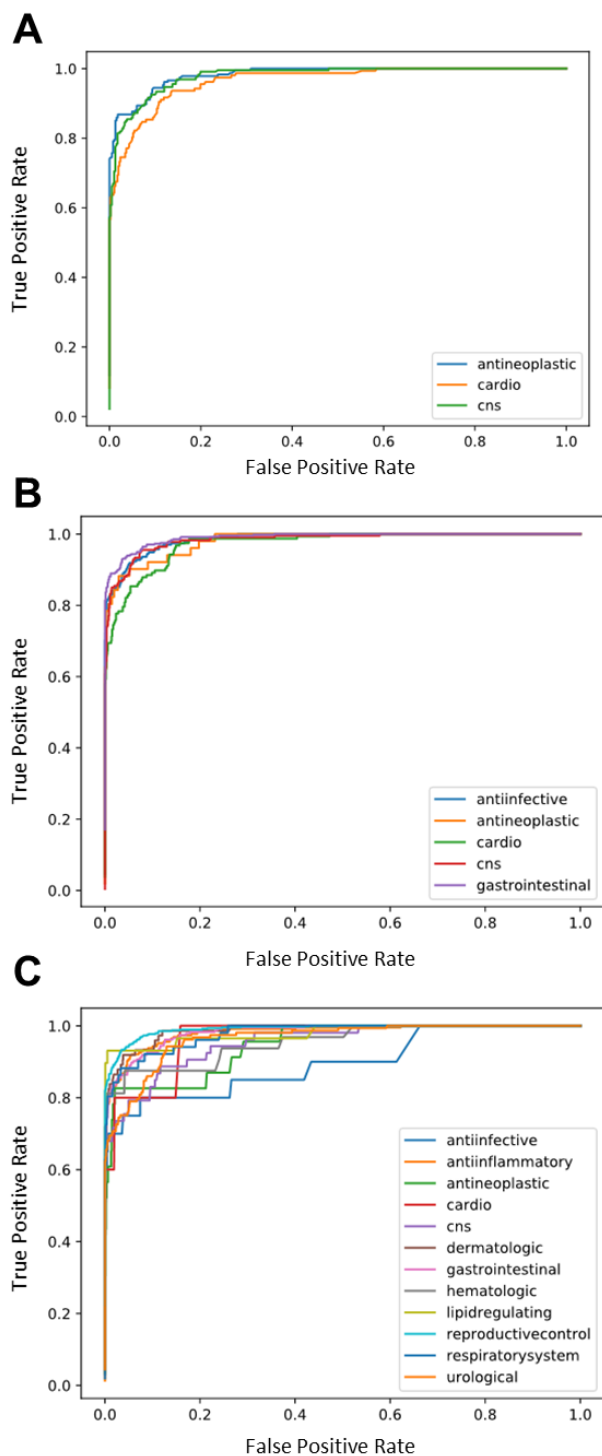 A
1.0
0.8
0.6
0.4
0.2
0.0
True Positive Rate
antineoplastic
cardio
cns
0.0 0.2 0.4 0.6 0.8 1.0
False Positive Rate
B
1.0
0.8
0.6
0.4
0.2
0.0
True Positive Rate
antiinfective
antineoplastic
cardio
cns
gastrointestinal
0.0 0.2 0.4 0.6 0.8 1.0
False Positive Rate
C
1.0
0.8
0.6
0.4
0.2
0.0
True Positive Rate
antiinfective
antiinflammatory
antineoplastic
cardio
cns
dermatologic
gastrointestinal
hematologic
lipidregulating
reproductivecontrol
respiratorysystem
urological
0.0 0.2 0.4 0.6 0.8 1.0
False Positive Rate